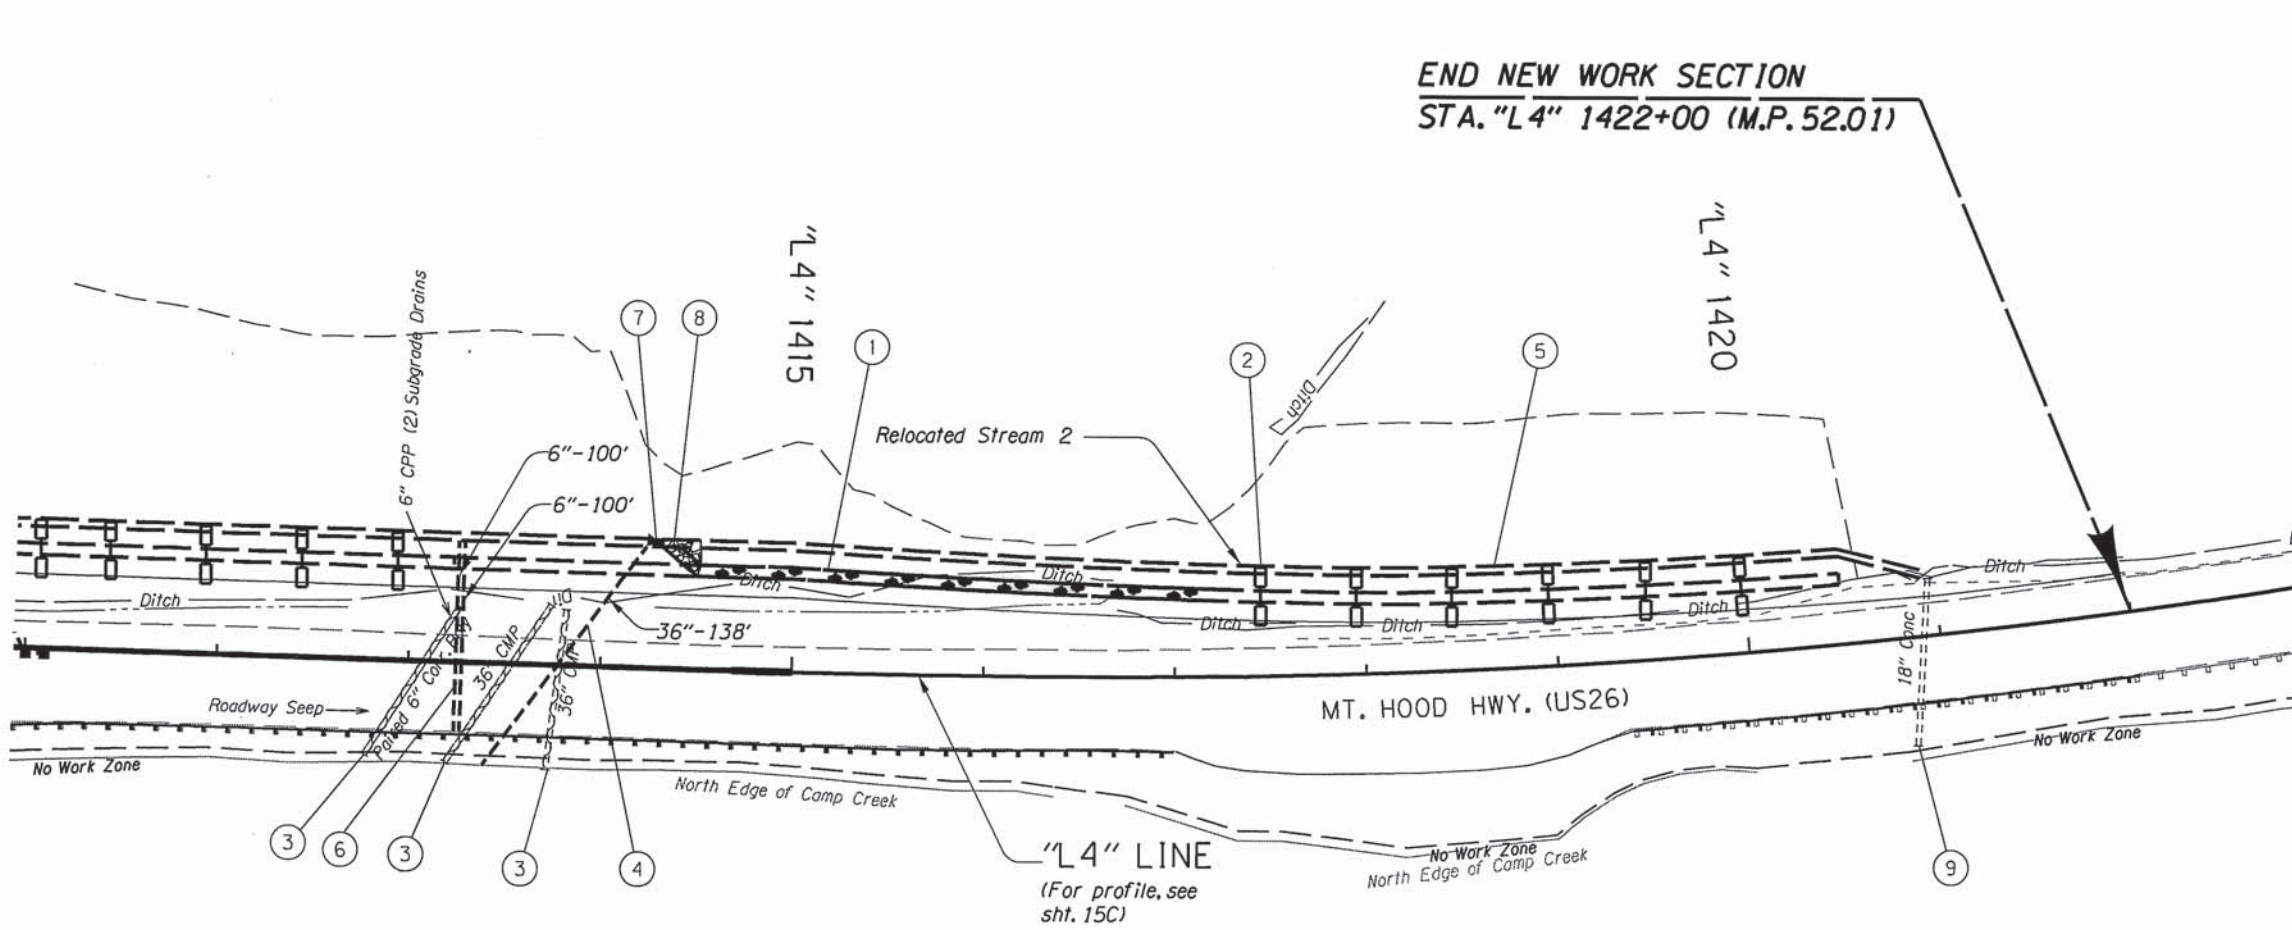 END NEW WORK SECTION
STA. "L4" 1422+00 (M.P. 52.01)
"L4" 1415
"L4" 1420
6" CPP (2) Subgrade Drains
7
8
1
2
5
Ditch
Relocated Stream 2
6"-100'
6"-100'
36"-138'
Ditch
Ditch
Ditch
Ditch
Ditch
Ditch
Ditch
Paired 6" Cor. Poly
36" CMP
36" CMP
18" Conc
Roadway Seep
MT. HOOD HWY. (US26)
No Work Zone
No Work Zone
North Edge of Camp Creek
No Work Zone
North Edge of Camp Creek
3
6
3
3
4
9
"L4" LINE
(For profile, see
sht. 15C)